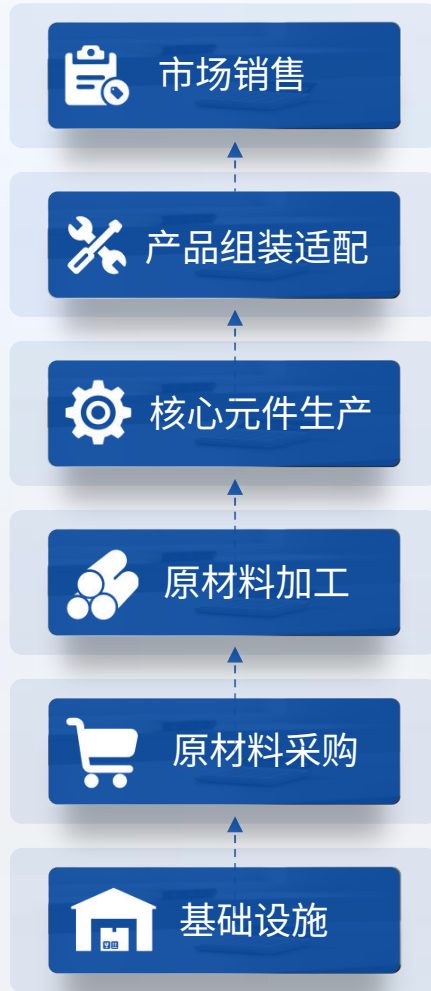 市场销售
产品组装适配
核心元件生产
原材料加工
原材料采购
基础设施